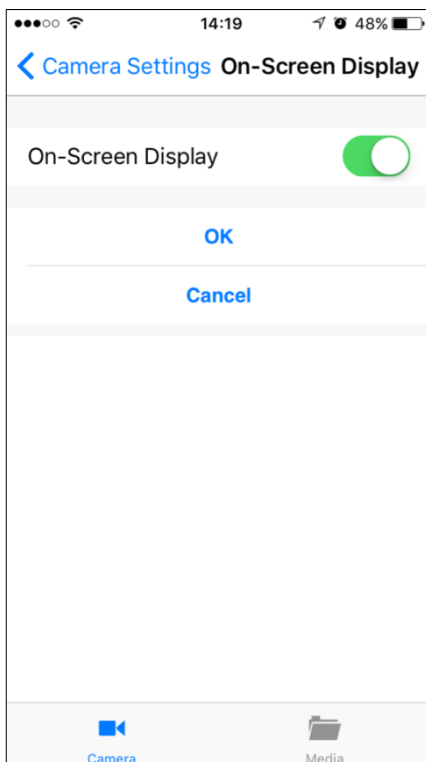 14:19 48%
Camera Settings On-Screen Display
On-Screen Display
OK
Cancel
Camera Media